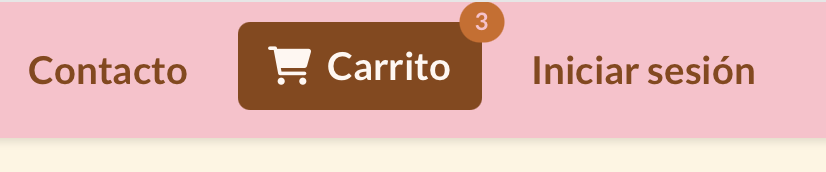 Contacto
Carrito
3
Iniciar sesión